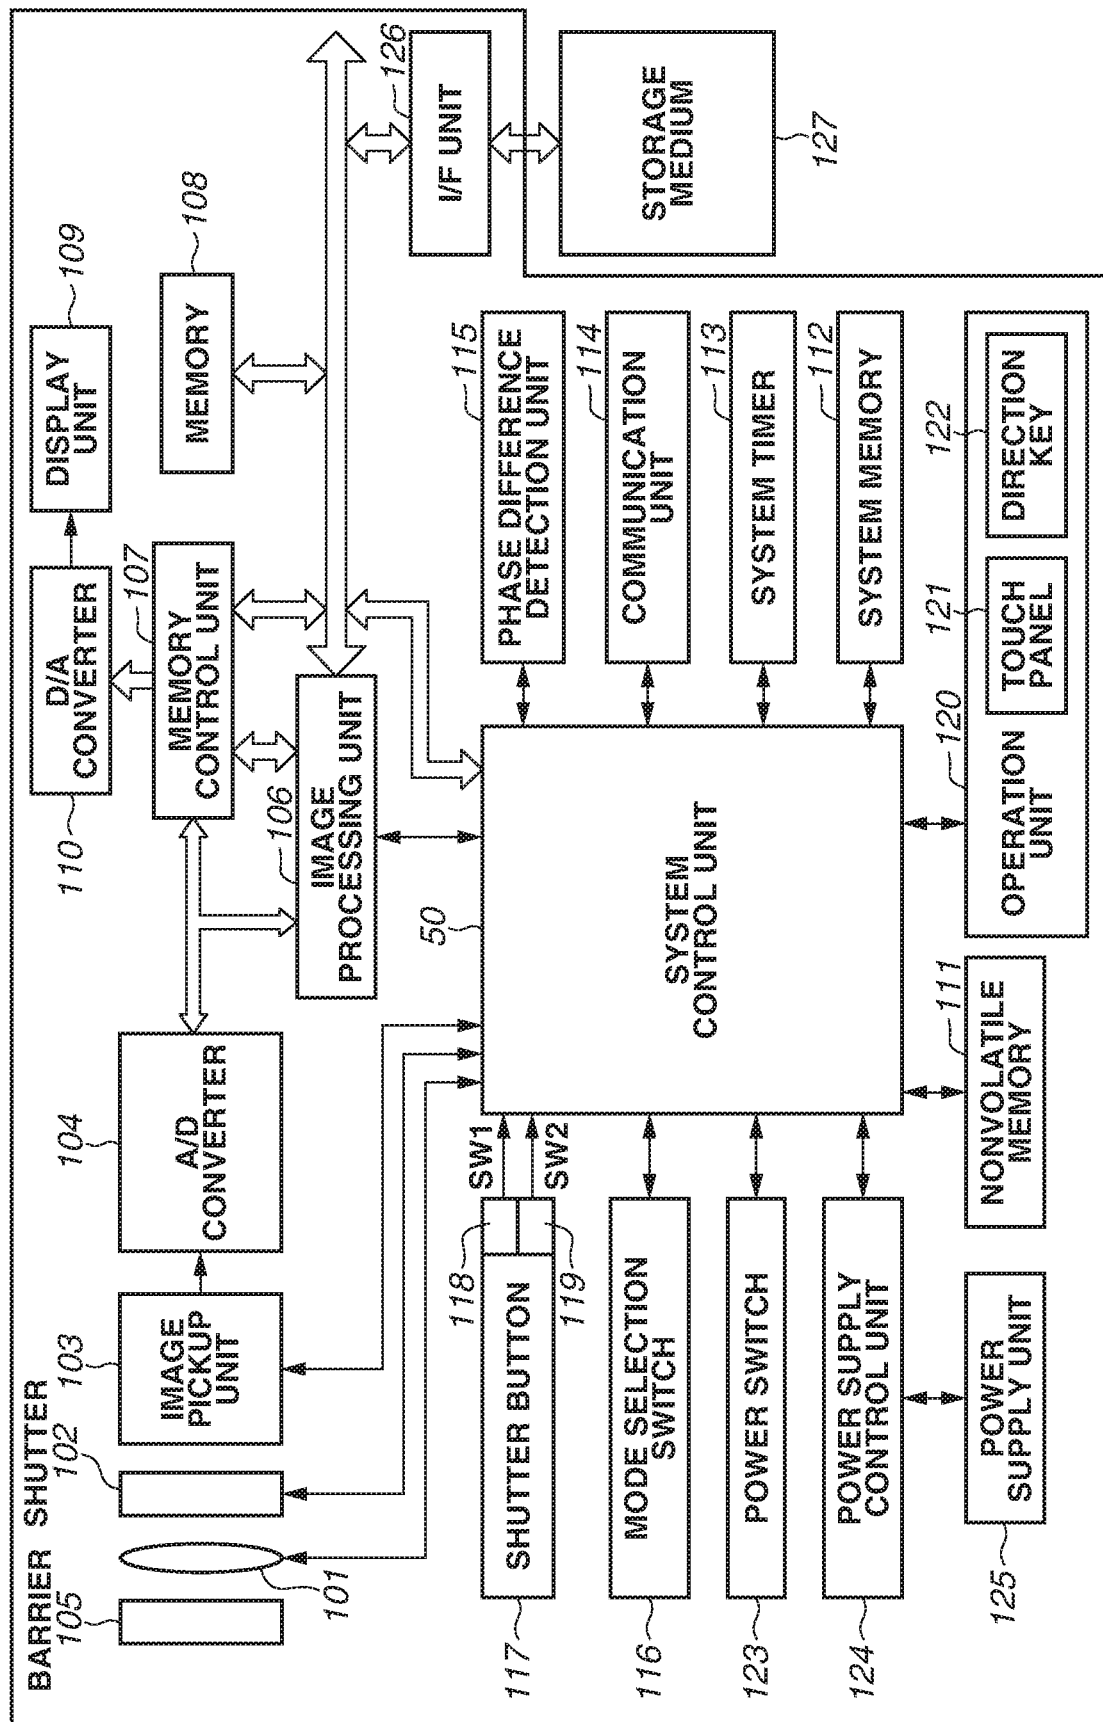 BARRIER
105
101
SHUTTER
102
103
IMAGE
PICKUP
UNIT
104
A/D
CONVERTER
110
D/A
CONVERTER
109
DISPLAY
UNIT
107
MEMORY
CONTROL UNIT
108
MEMORY
106
IMAGE
PROCESSING UNIT
126
I/F UNIT
STORAGE
MEDIUM
127
117
SHUTTER BUTTON
118
119
SW1
SW2
50
SYSTEM
CONTROL UNIT
115
PHASE DIFFERENCE
DETECTION UNIT
116
MODE SELECTION
SWITCH
114
COMMUNICATION
UNIT
123
POWER SWITCH
113
SYSTEM TIMER
124
POWER SUPPLY
CONTROL UNIT
112
SYSTEM MEMORY
125
POWER
SUPPLY UNIT
111
NONVOLATILE
MEMORY
120
OPERATION
UNIT
121
TOUCH
PANEL
122
DIRECTION
KEY